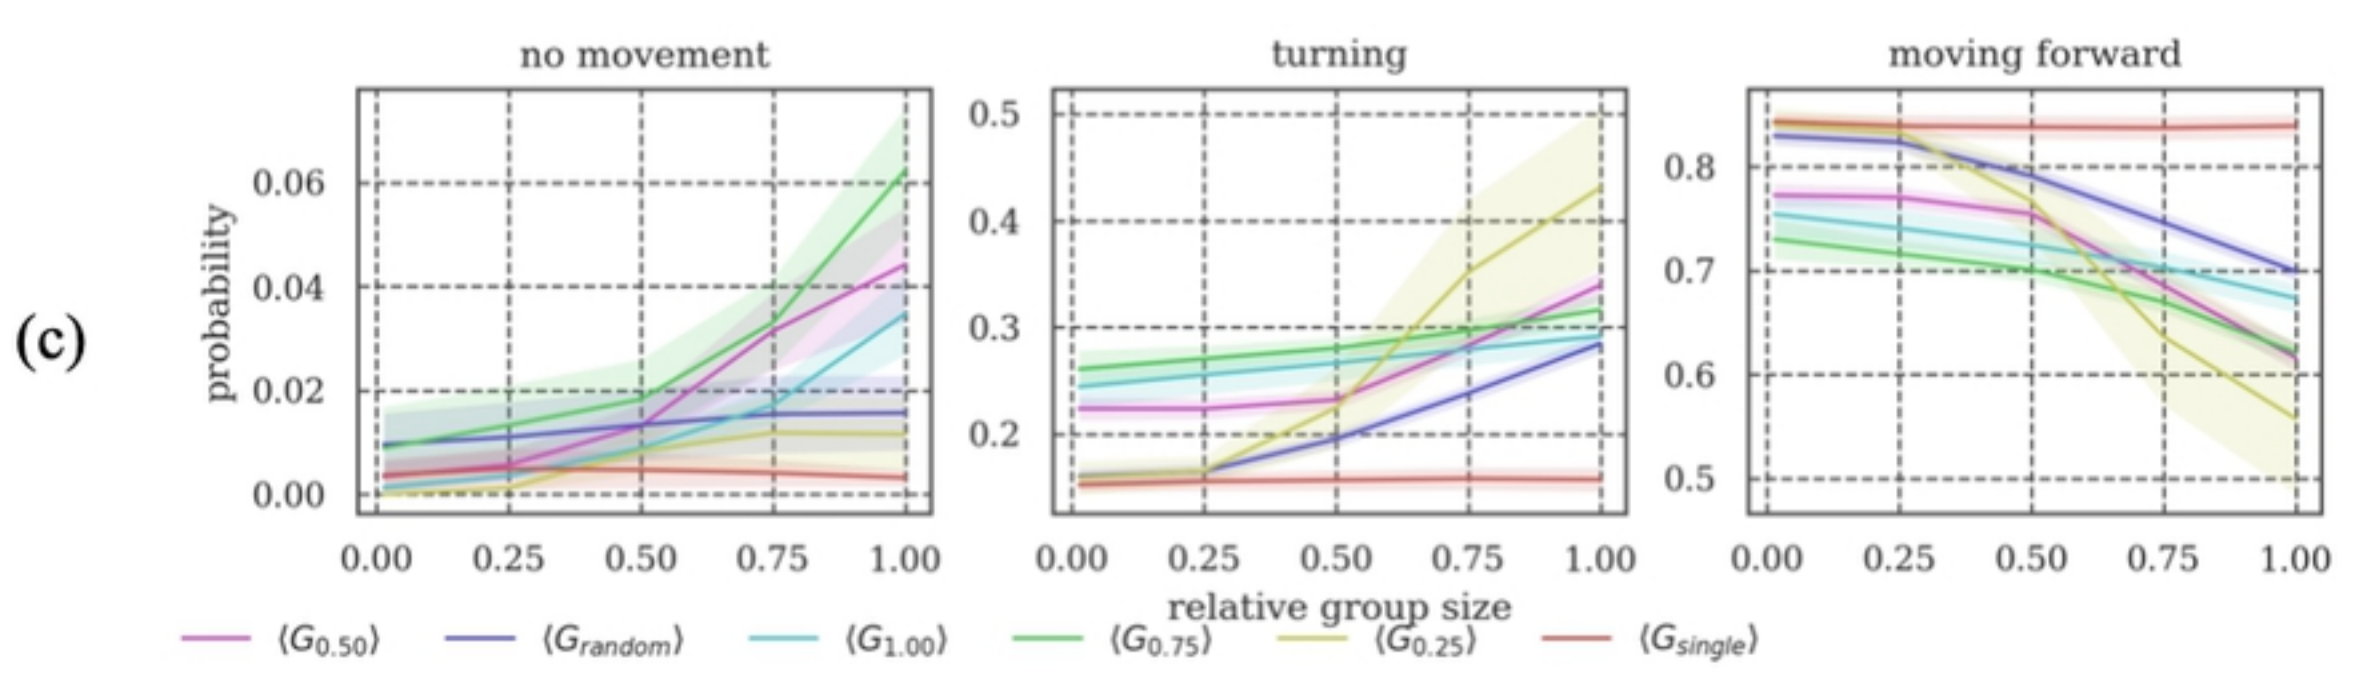 no movement turning moving forward
0.5
0.8
0.06
0.4
0.7
0.04
0.3
0.6
0.02
0.2
0.5
0.00
probability
(c)
0.00 0.25 0.50 0.75 1.00 0.00 0.25 0.50 0.75 1.00 0.00 0.25 0.50 0.75 1.00
relative group size
⟨G0.50⟩ ⟨Grandom⟩ ⟨G1.00⟩ ⟨G0.75⟩ ⟨G0.25⟩ ⟨Gsingle⟩